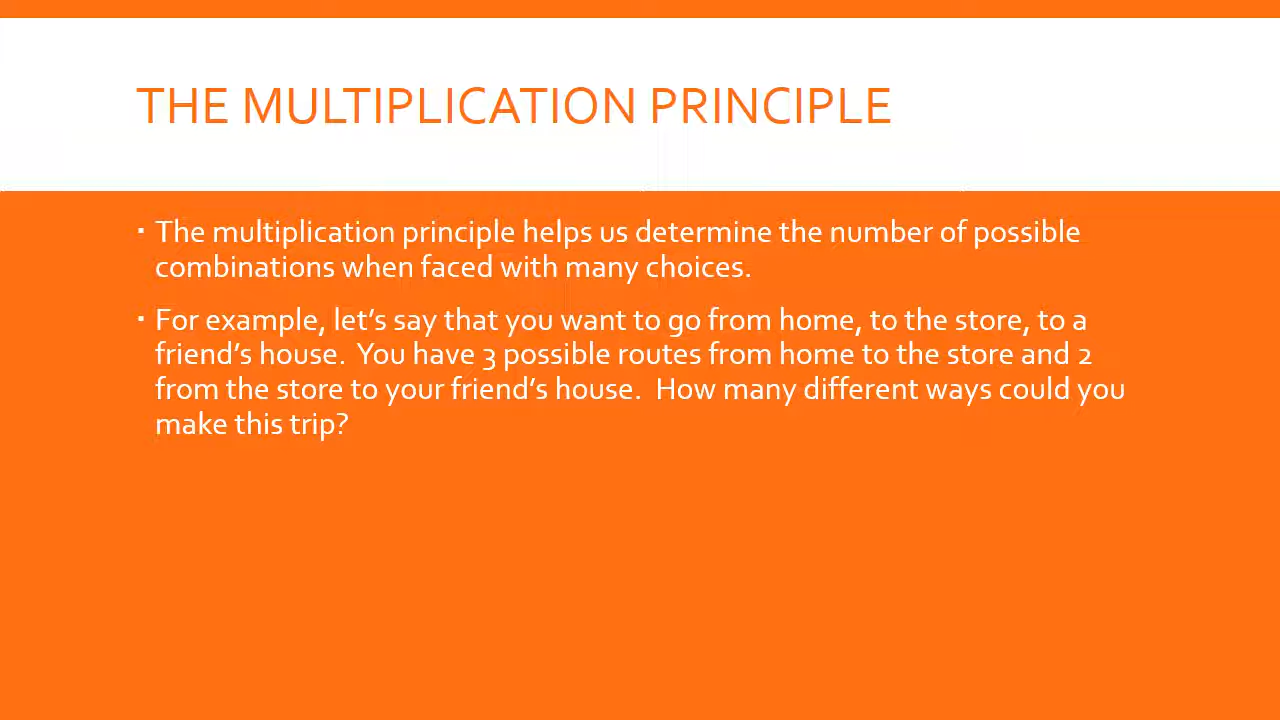 THE MULTIPLICATION PRINCIPLE
▪ The multiplication principle helps us determine the number of possible
combinations when faced with many choices.
▪ For example, let’s say that you want to go from home, to the store, to a
friend’s house.  You have 3 possible routes from home to the store and 2
from the store to your friend’s house.  How many different ways could you
make this trip?